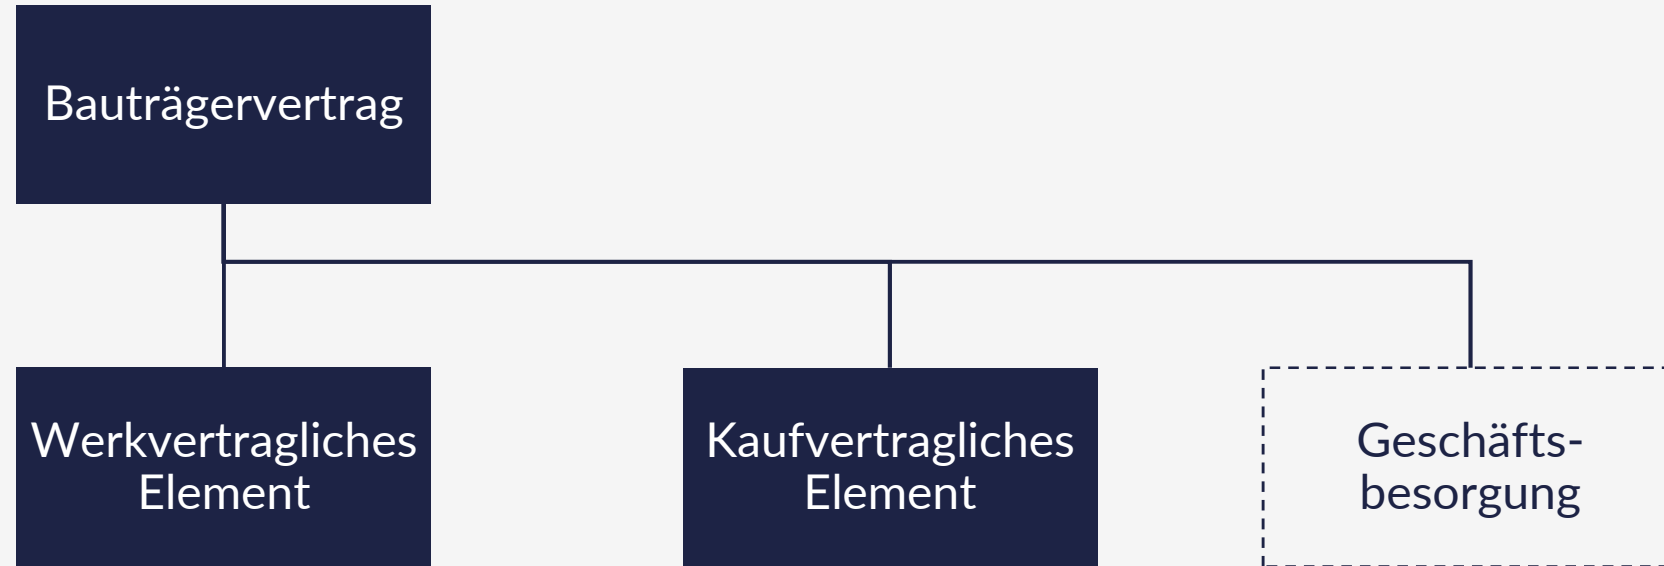 Bauträgervertrag
Werkvertragliches
Element
Kaufvertragliches
Element
Geschäfts-
besorgung